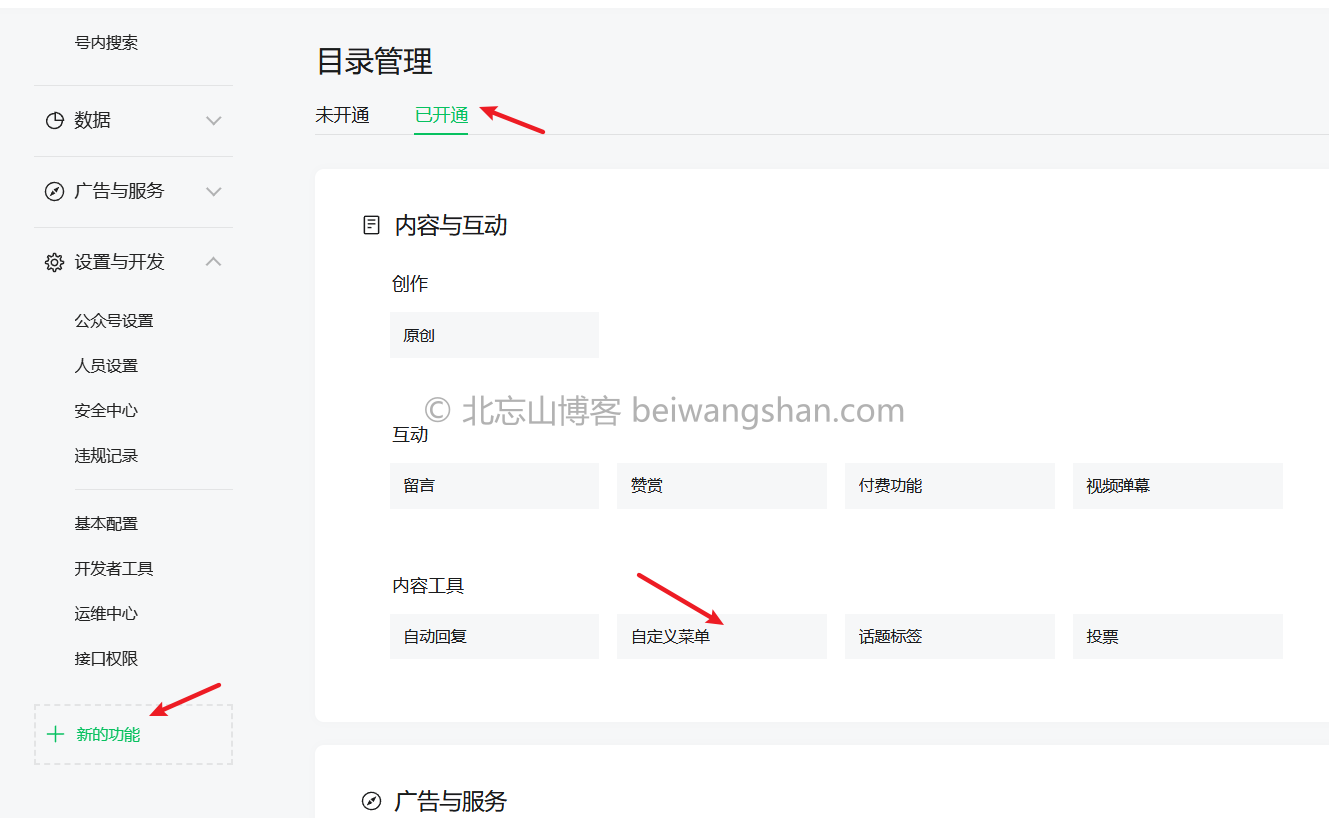 号内搜索
数据
广告与服务
设置与开发
公众号设置
人员设置
安全中心
违规记录
基本配置
开发者工具
运维中心
接口权限
新的功能
目录管理
未开通 已开通
内容与互动
创作
原创
© 北忘山博客 beiwangshan.com
互动
留言 赞赏 付费功能 视频弹幕
内容工具
自动回复 自定义菜单 话题标签 投票
广告与服务